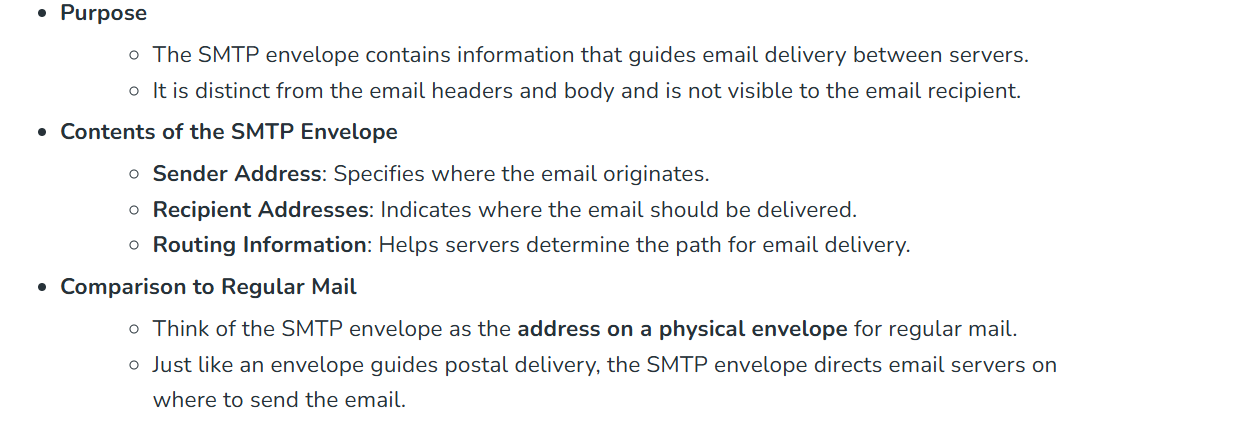 Purpose
The SMTP envelope contains information that guides email delivery between servers.
It is distinct from the email headers and body and is not visible to the email recipient.
Contents of the SMTP Envelope
Sender Address: Specifies where the email originates.
Recipient Addresses: Indicates where the email should be delivered.
Routing Information: Helps servers determine the path for email delivery.
Comparison to Regular Mail
Think of the SMTP envelope as the address on a physical envelope for regular mail.
Just like an envelope guides postal delivery, the SMTP envelope directs email servers on
where to send the email.